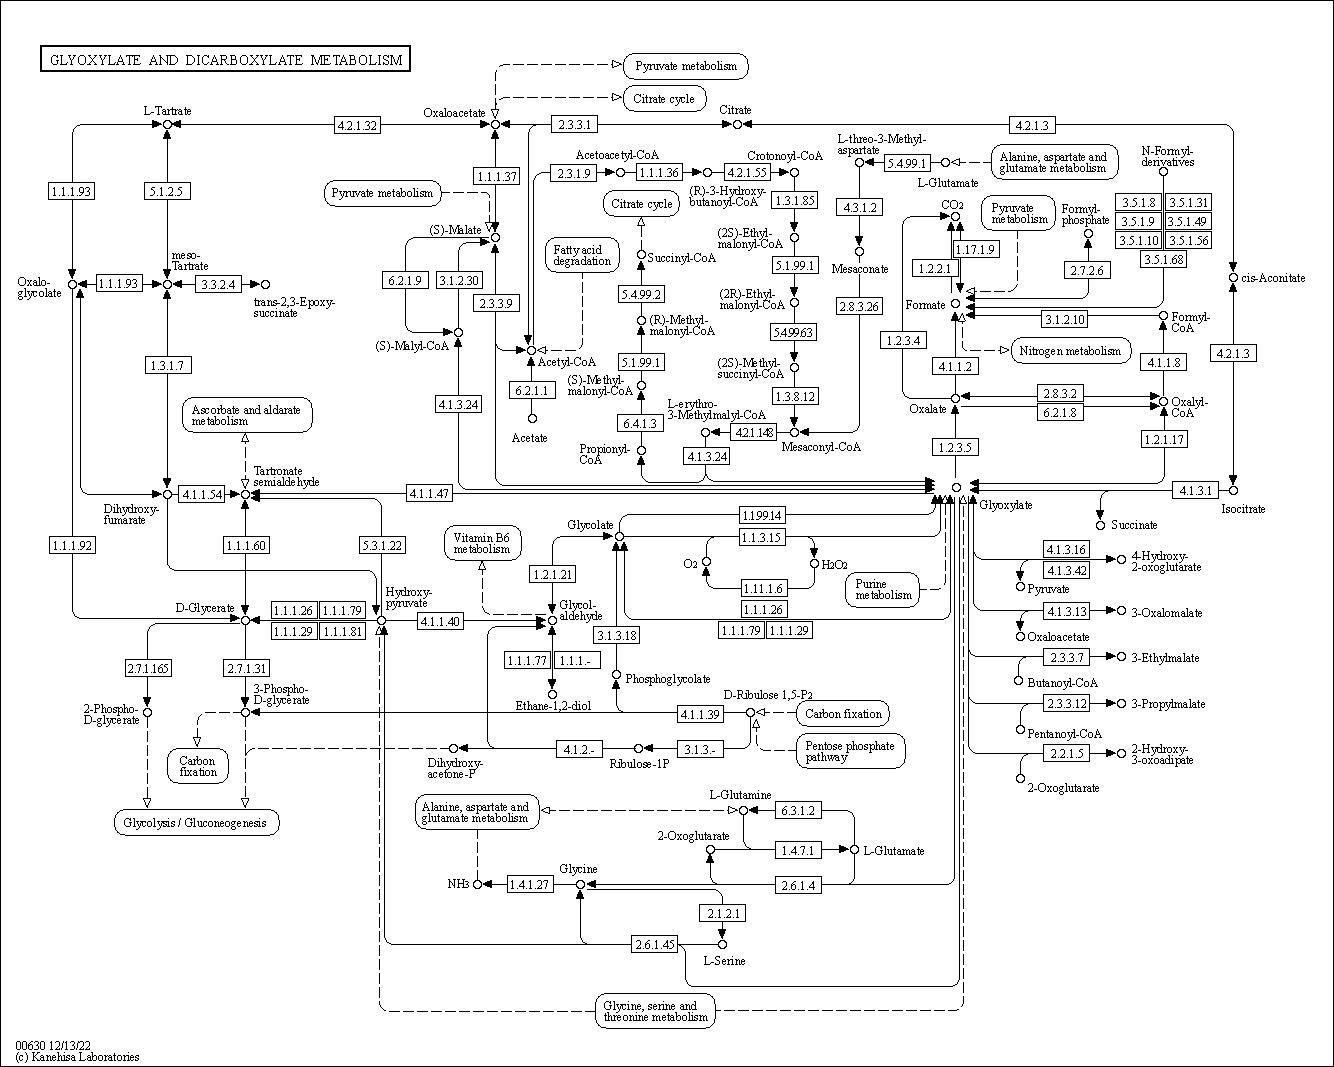 GLYOXYLATE AND DICARBOXYLATE METABOLISM
Pyruvate metabolism
Citrate cycle
L-Tartrate
Oxaloacetate
Citrate
4.2.1.32
2.3.3.1
4.2.1.3
L-threo-3-Methyl-
aspartate
5.4.99.1
L-Glutamate
Alanine, aspartate and
glutamate metabolism
N-Formyl-
derivatives
Acetoacetyl-CoA
Crotonoyl-CoA
2.3.1.9
1.1.1.36
4.2.1.55
(R)-3-Hydroxy-
butanoyl-CoA
1.1.1.37
1.1.1.93
5.1.2.5
Pyruvate metabolism
Citrate cycle
1.3.1.85
4.3.1.2
CO2
Pyruvate
metabolism
Formyl
phosphate
3.5.1.8
3.5.1.31
3.5.1.9
3.5.1.49
3.5.1.10
3.5.1.56
3.5.1.68
(S)-Malate
(2S)-Ethyl-
malonyl-CoA
Fatty acid
degradation
meso-
Tartrate
Succinyl-CoA
5.1.99.1
Mesaconate
1.17.1.9
1.2.2.1
2.7.2.6
Oxalo-
glycolate
1.1.1.93
3.3.2.4
trans-2,3-Epoxy-
succinate
6.2.1.9
3.1.2.30
2.3.3.9
5.4.99.2
(2R)-Ethyl-
malonyl-CoA
2.8.3.26
Formate
cis-Aconitate
(R)-Methyl-
malonyl-CoA
5.4.99.63
3.1.2.10
Formyl-
CoA
(S)-Malyl-CoA
Acetyl-CoA
1.2.3.4
Nitrogen metabolism
4.2.1.3
1.3.1.7
5.1.99.1
(2S)-Methyl-
succinyl-CoA
4.1.1.2
4.1.1.8
6.2.1.1
(S)-Methyl-
malonyl-CoA
1.3.8.12
4.1.3.24
Ascorbate and aldarate
metabolism
Acetate
6.4.1.3
L-erythro-
3-Methylmalyl-CoA
4.2.1.148
Mesaconyl-CoA
Oxalate
2.8.3.2
6.2.1.8
Oxalyl-
CoA
1.2.3.5
1.2.1.17
Propionyl-
CoA
4.1.3.24
Tartronate
semialdehyde
4.1.1.54
4.1.1.47
4.1.3.1
Glyoxylate
Isocitrate
Succinate
Dihydroxy-
fumarate
Glycolate
1.1.99.14
1.1.3.15
O2
H2O2
1.11.1.6
1.1.1.26
1.1.1.79
1.1.1.29
Vitamin B6
metabolism
1.1.1.92
1.1.1.60
5.3.1.22
1.2.1.21
Purine
metabolism
4.1.3.16
4.1.3.42
4-Hydroxy-
2-oxoglutarate
Pyruvate
4.1.3.13
3-Oxalomalate
Oxaloacetate
2.3.3.7
3-Ethylmalate
Butanoyl-CoA
2.3.3.12
3-Propylmalate
Pentanoyl-CoA
2.2.1.5
2-Hydroxy-
3-oxoadipate
2-Oxoglutarate
D-Glycerate
1.1.1.26
1.1.1.79
1.1.1.29
1.1.1.81
Hydroxy-
pyruvate
4.1.1.40
Glycol-
aldehyde
3.1.3.18
2.7.1.165
2.7.1.31
1.1.1.77
1.1.1.-
Phosphoglycolate
Ethane-1,2-diol
2-Phospho-
D-glycerate
3-Phospho-
D-glycerate
D-Ribulose 1,5-P2
4.1.1.39
Carbon fixation
Carbon
fixation
Dihydroxy-
acetone-P
4.1.2.-
Ribulose-1P
3.1.3.-
Pentose phosphate
pathway
Glycolysis / Gluconeogenesis
Alanine, aspartate and
glutamate metabolism
L-Glutamine
6.3.1.2
2-Oxoglutarate
1.4.7.1
L-Glutamate
NH3
1.4.1.27
Glycine
2.6.1.4
2.1.2.1
2.6.1.45
L-Serine
Glycine, serine and
threonine metabolism
00630 12/13/22
(c) Kanehisa Laboratories